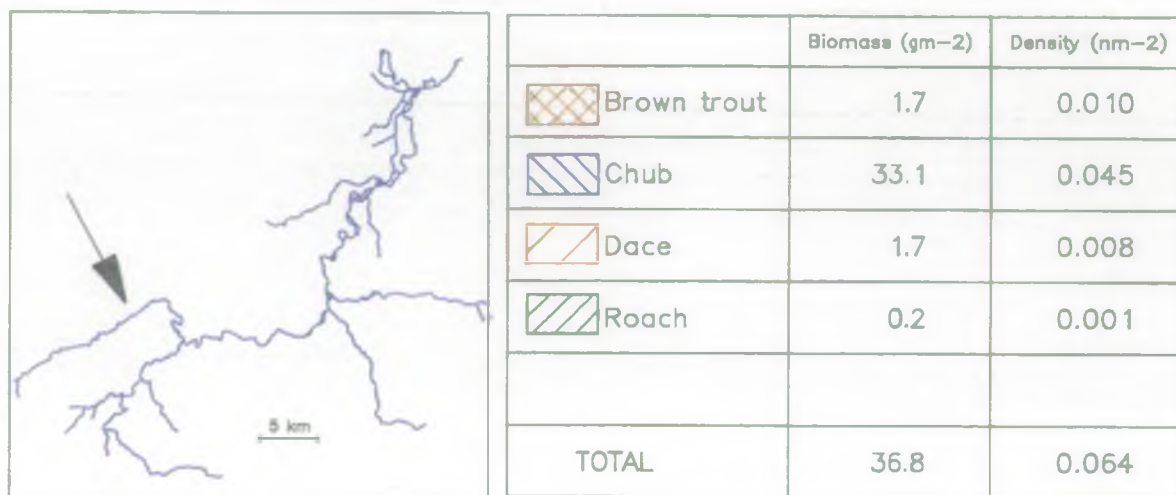 5 km
Biomass (gm-2) Density (nm-2)
Brown trout 1.7 0.010
Chub 33.1 0.045
Dace 1.7 0.008
Roach 0.2 0.001
TOTAL 36.8 0.064